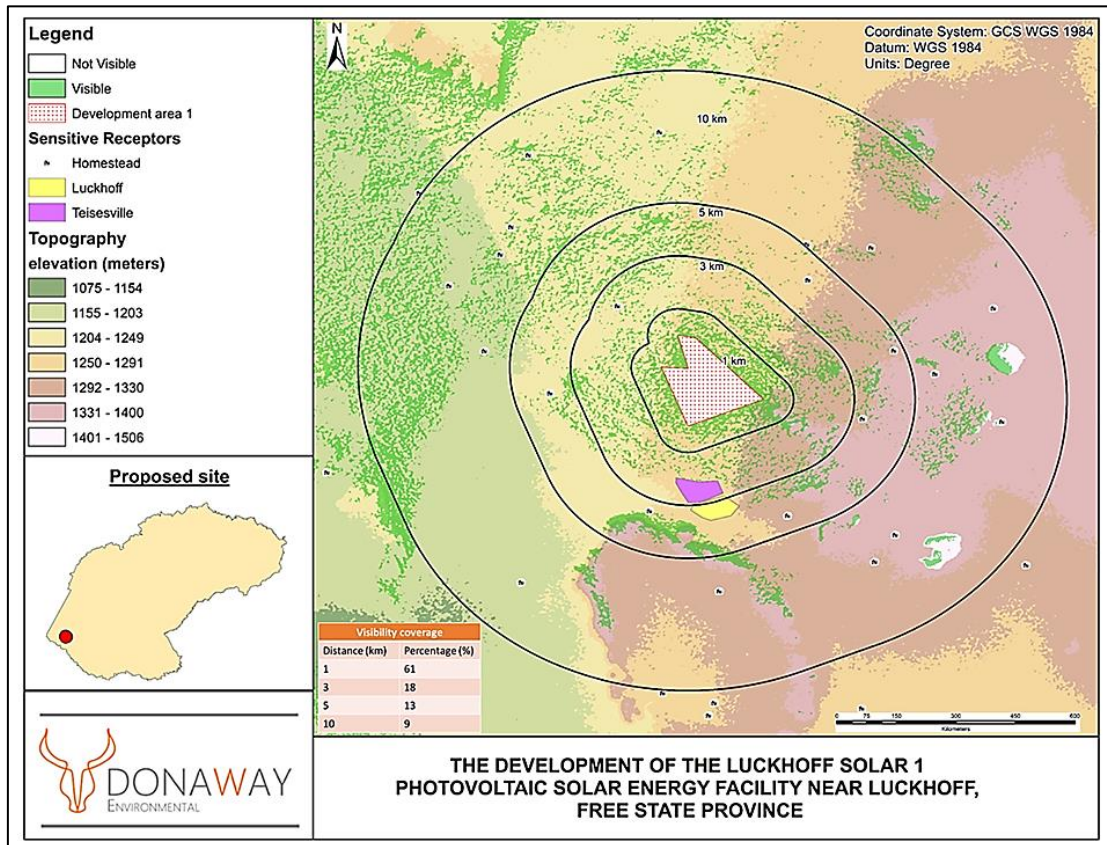 Legend
Not Visible
Visible
Development area 1
Sensitive Receptors
Homestead
Luckhoff
Teisesville
Topography
elevation (meters)
1075 - 1154
1155 - 1203
1204 - 1249
1250 - 1291
1292 - 1330
1331 - 1400
1401 - 1506
Proposed site
DONAWAY
ENVIRONMENTAL
N
Coordinate System: GCS WGS 1984
Datum: WGS 1984
Units: Degree
10 km
5 km
3 km
1 km
Visibility coverage
Distance (km) Percentage (%)
1 61
3 18
5 13
10 9
0 75 150 300 450 600
Kilometers
THE DEVELOPMENT OF THE LUCKHOFF SOLAR 1
PHOTOVOLTAIC SOLAR ENERGY FACILITY NEAR LUCKHOFF,
FREE STATE PROVINCE